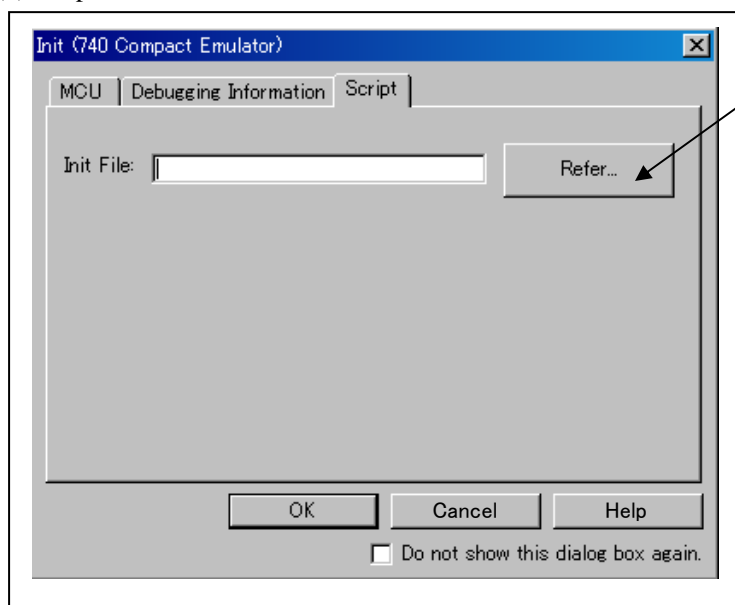 Init (740 Compact Emulator)
MCU Debugging Information Script
Init File: Refer...
OK Cancel Help
Do not show this dialog box again.